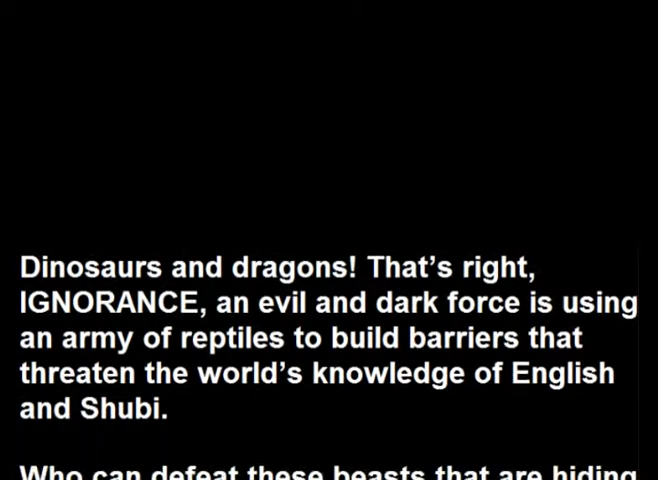 Dinosaurs and dragons! That’s right,
IGNORANCE, an evil and dark force is using
an army of reptiles to build barriers that
threaten the world’s knowledge of English
and Shubi.
Who can defeat these beasts that are hiding